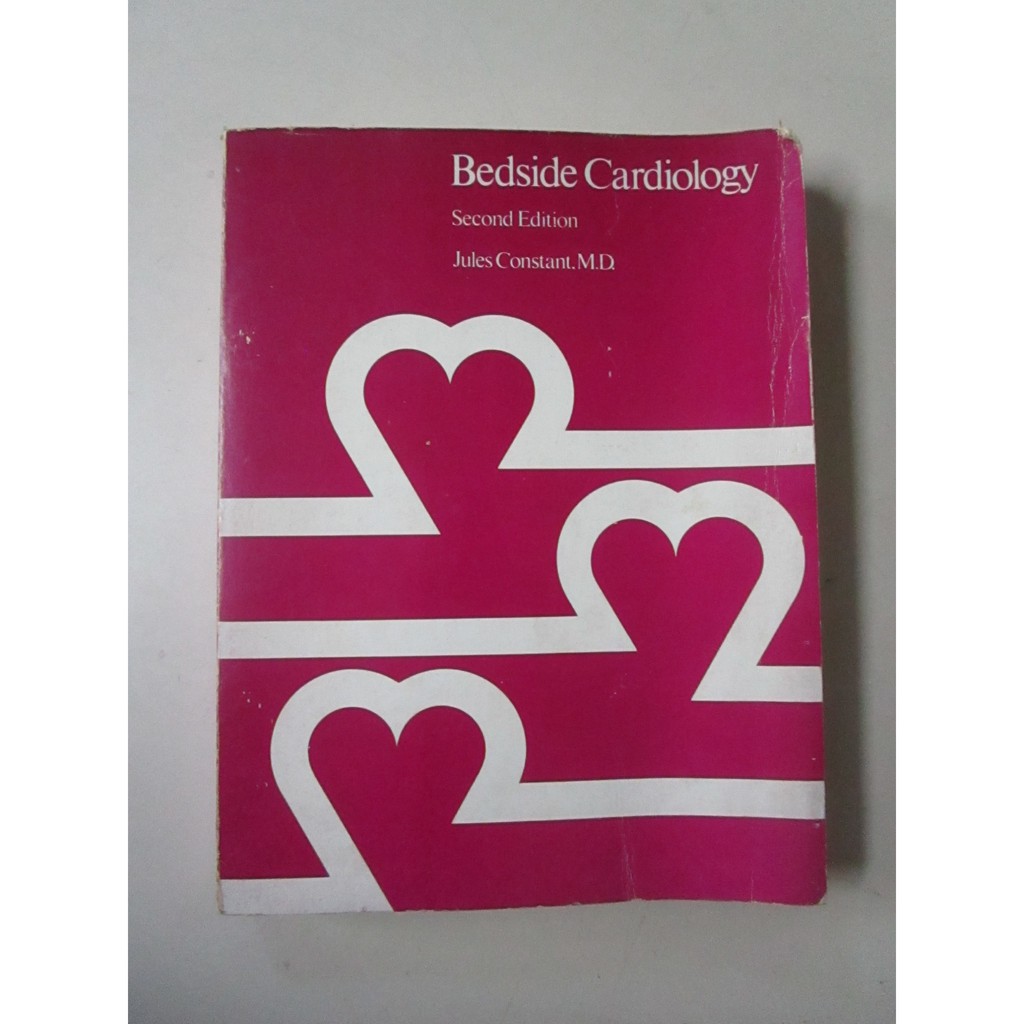 Bedside Cardiology
Second Edition
Jules Constant, M.D.